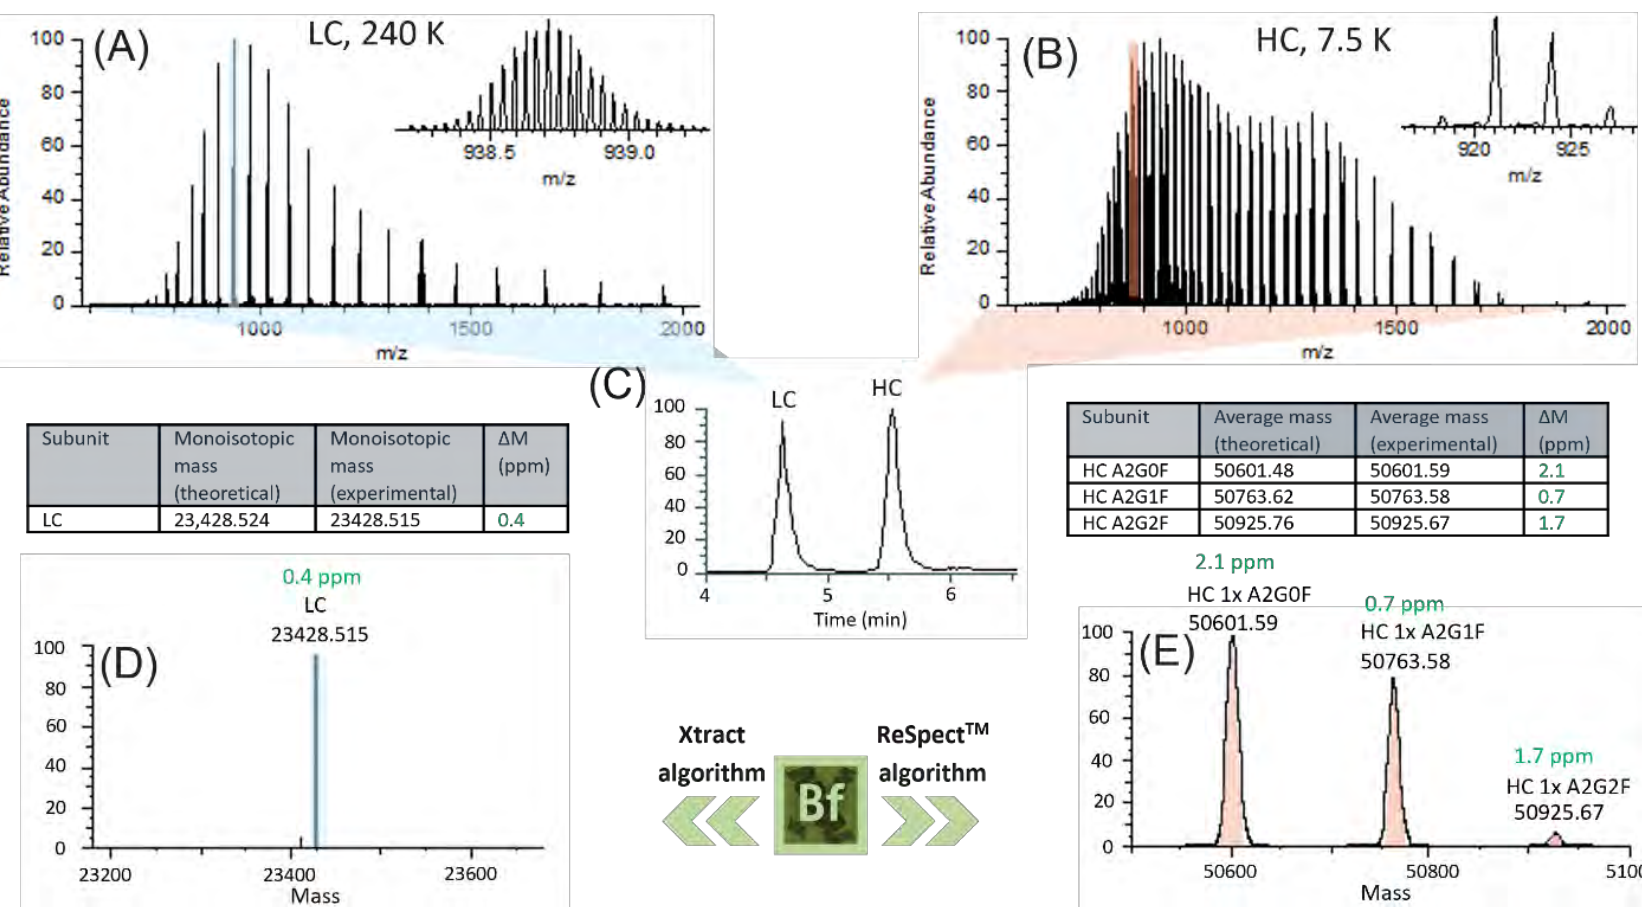 (A)
LC, 240 K
Relative Abundance
100
80
60
40
20
0
1000
1500
2000
m/z
938.5
939.0
m/z
(B)
HC, 7.5 K
Relative Abundance
100
80
60
40
20
0
1000
1500
2000
m/z
920
925
m/z
(C)
LC
HC
100
80
60
40
20
0
4
5
6
Time (min)
Subunit
Monoisotopic
mass
(theoretical)
Monoisotopic
mass
(experimental)
ΔM
(ppm)
LC
23,428.524
23428.515
0.4
Subunit
Average mass
(theoretical)
Average mass
(experimental)
ΔM
(ppm)
HC A2G0F
50601.48
50601.59
2.1
HC A2G1F
50763.62
50763.58
0.7
HC A2G2F
50925.76
50925.67
1.7
(D)
0.4 ppm
LC
23428.515
100
80
60
40
20
0
23200
23400
23600
Mass
Xtract
algorithm
Bf
ReSpect™
algorithm
(E)
2.1 ppm
HC 1x A2G0F
50601.59
0.7 ppm
HC 1x A2G1F
50763.58
1.7 ppm
HC 1x A2G2F
50925.67
100
80
60
40
20
0
50600
50800
5100
Mass